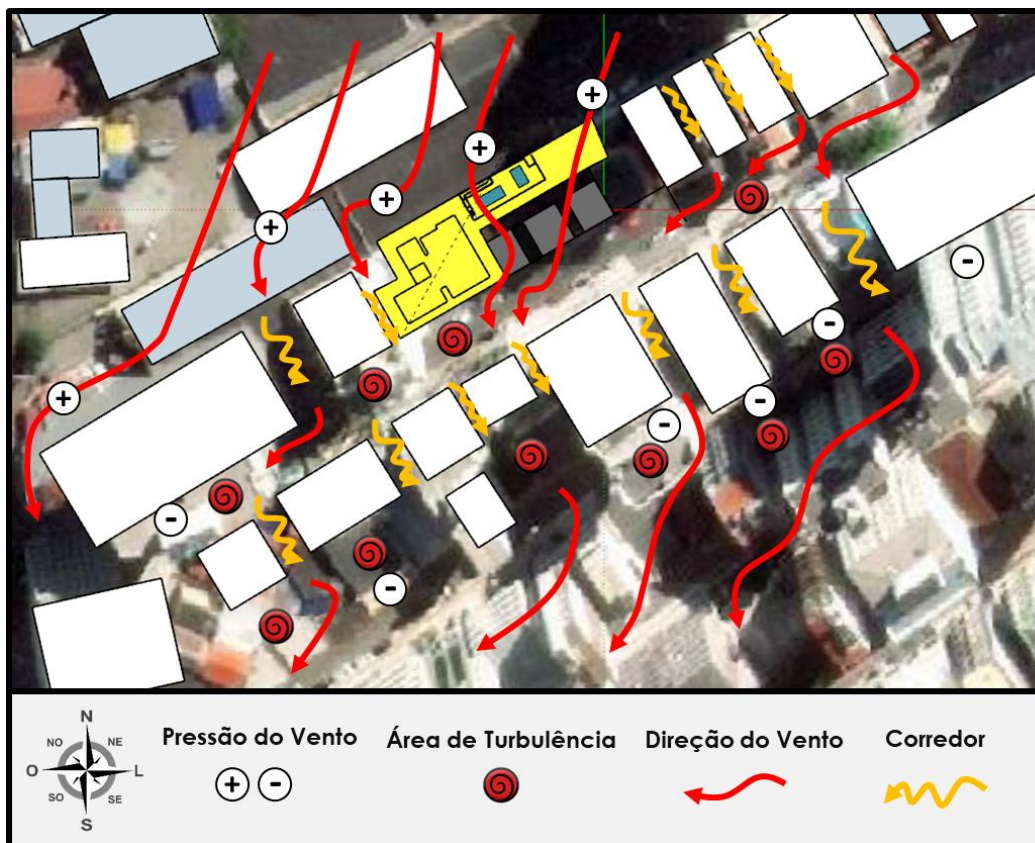 N
NO
NE
O
L
SO
SE
S
Pressão do Vento
Área de Turbulência
Direção do Vento
Corredor
+
-